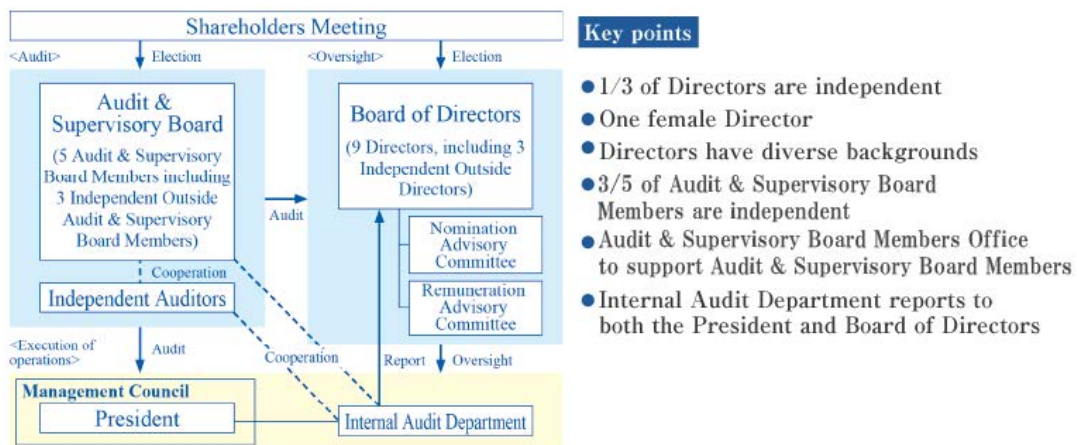 Shareholders Meeting
<Audit>
Election
<Oversight>
Election
Audit &
Supervisory Board
(5 Audit & Supervisory
Board Members including
3 Independent Outside
Audit & Supervisory
Board Members)
Cooperation
Independent Auditors
Audit
Board of Directors
(9 Directors, including 3
Independent Outside
Directors)
Nomination
Advisory
Committee
Remuneration
Advisory
Committee
<Execution of
operations>
Audit
Cooperation
Report
Oversight
Management Council
President
Internal Audit Department
Key points
● 1/3 of Directors are independent
● One female Director
● Directors have diverse backgrounds
● 3/5 of Audit & Supervisory Board
Members are independent
● Audit & Supervisory Board Members Office
to support Audit & Supervisory Board Members
● Internal Audit Department reports to
both the President and Board of Directors